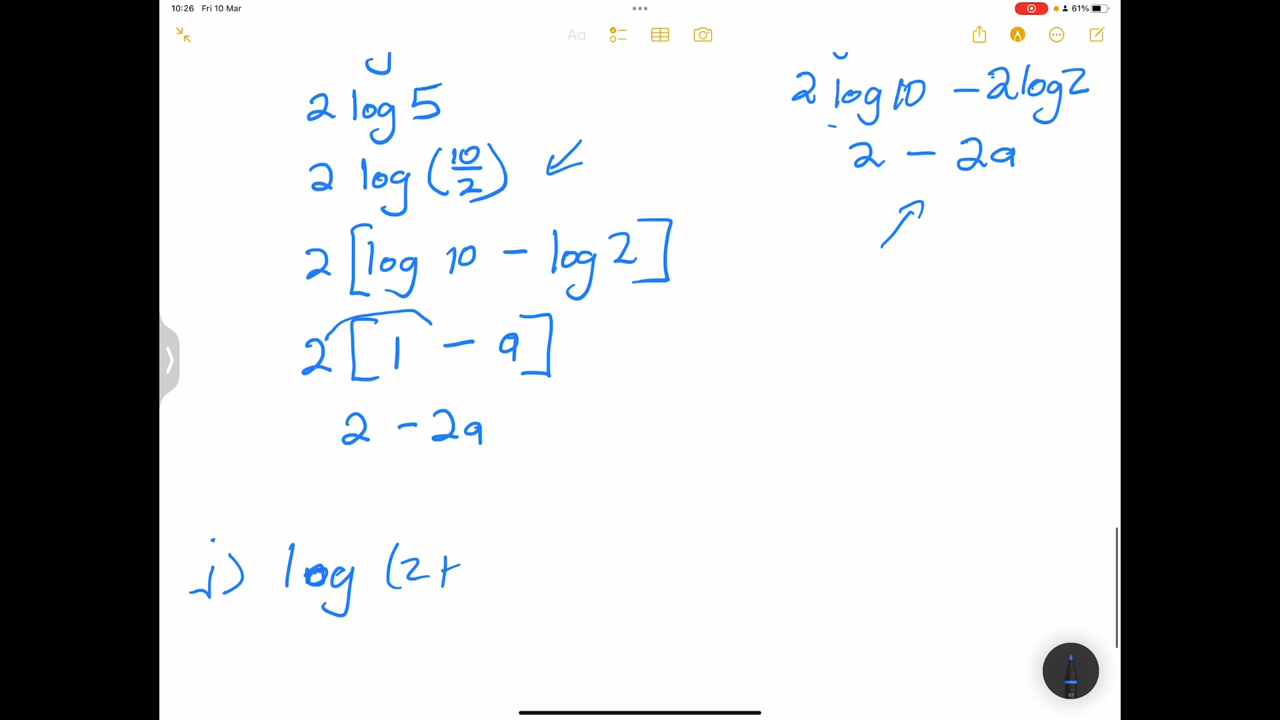 10:26 Fri 10 Mar
61%
Aa
2 log 5
2 log (10/2)
2 [log 10 - log 2]
2 [1 - a]
2 - 2a
2 log 10 - 2 log 2
2 - 2a
j) log (2+